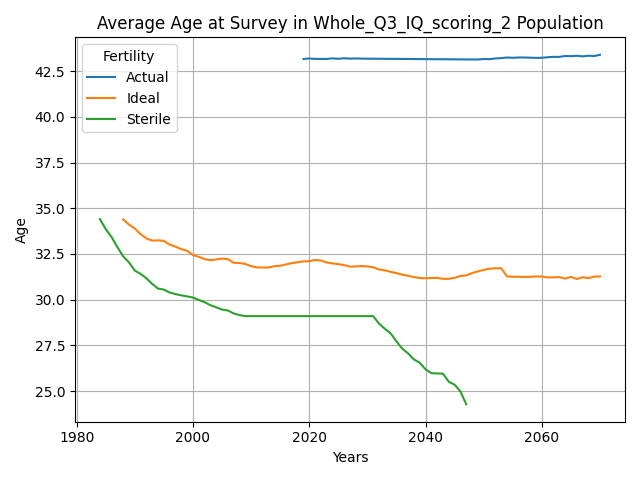 Average Age at Survey in Whole_Q3_IQ_scoring_2 Population
Fertility
Actual
Ideal
Sterile
Age
42.5
40.0
37.5
35.0
32.5
30.0
27.5
25.0
1980
2000
2020
2040
2060
Years